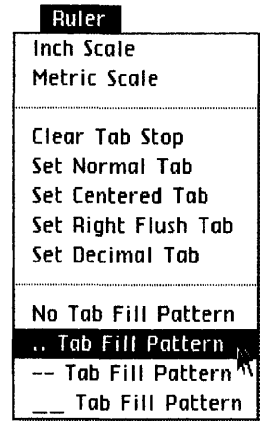 Ruler
Inch Scale
Metric Scale
Clear Tab Stop
Set Normal Tab
Set Centered Tab
Set Right Flush Tab
Set Decimal Tab
No Tab Fill Pattern
.. Tab Fill Pattern
-- Tab Fill Pattern
__ Tab Fill Pattern